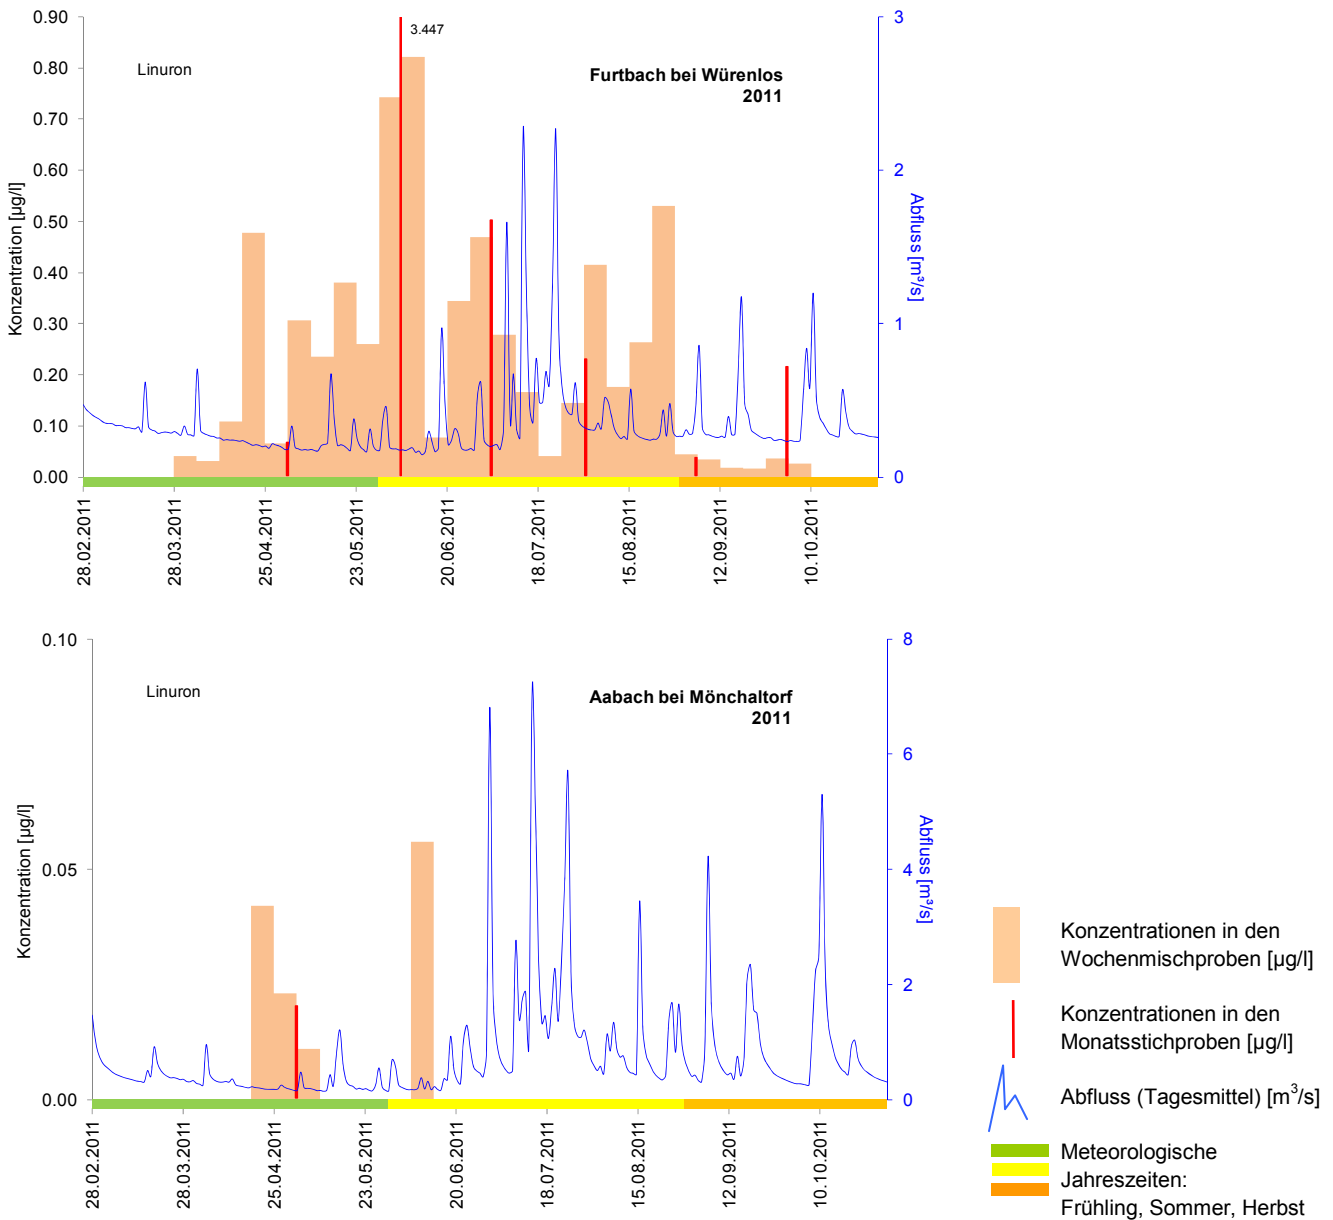 0.90
0.80
0.70
0.60
0.50
0.40
0.30
0.20
0.10
0.00
Konzentration [µg/l]
Linuron
3.447
Furtbach bei Würenlos
2011
3
2
1
0
Abfluss [m³/s]
28.02.2011
28.03.2011
25.04.2011
23.05.2011
20.06.2011
18.07.2011
15.08.2011
12.09.2011
10.10.2011
0.10
0.05
0.00
Konzentration [µg/l]
Linuron
Aabach bei Mönchaltorf
2011
8
6
4
2
0
Abfluss [m³/s]
28.02.2011
28.03.2011
25.04.2011
23.05.2011
20.06.2011
18.07.2011
15.08.2011
12.09.2011
10.10.2011
Konzentrationen in den
Wochenmischproben [µg/l]
Konzentrationen in den
Monatsstichproben [µg/l]
Abfluss (Tagesmittel) [m³/s]
Meteorologische
Jahreszeiten:
Frühling, Sommer, Herbst